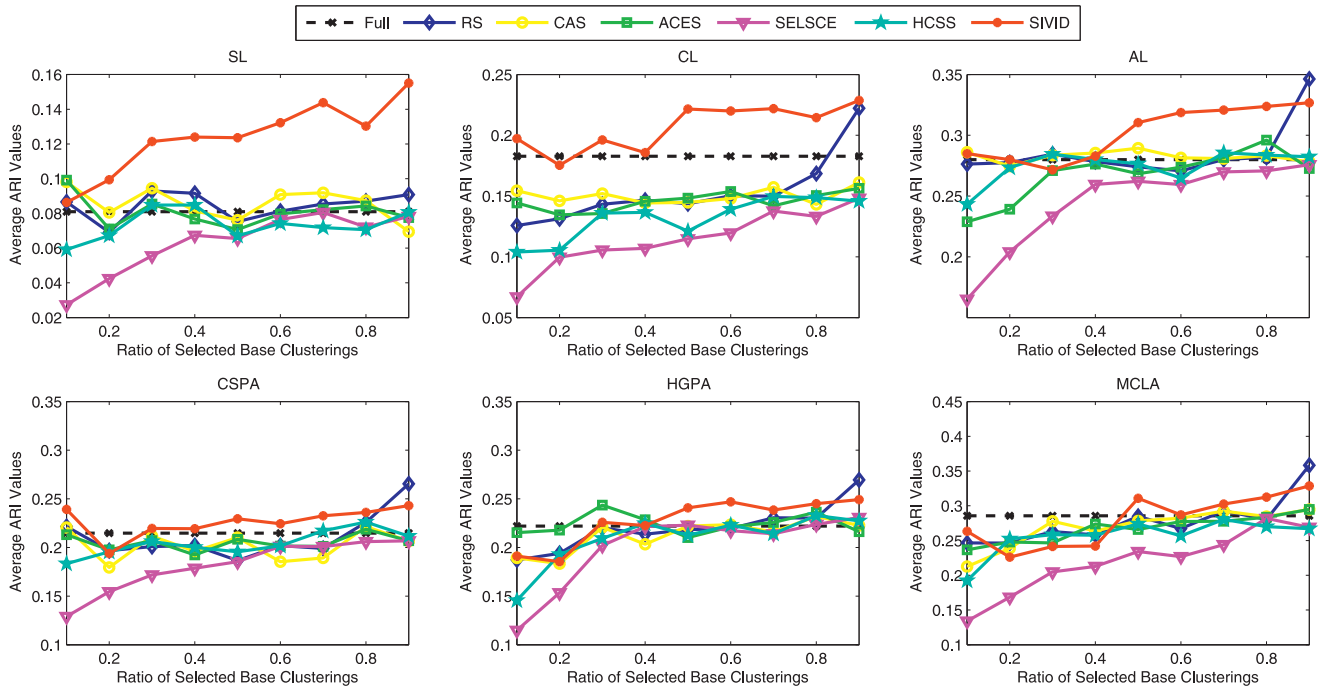 Full RS CAS ACES SELSCE HCSS SIVID
SL
0.16
0.14
0.12
0.1
0.08
0.06
0.04
0.02
0.2 0.4 0.6 0.8
Average ARI Values
Ratio of Selected Base Clusterings
CL
0.25
0.2
0.15
0.1
0.05
0.2 0.4 0.6 0.8
Average ARI Values
Ratio of Selected Base Clusterings
AL
0.35
0.3
0.25
0.2
0.2 0.4 0.6 0.8
Average ARI Values
Ratio of Selected Base Clusterings
CSPA
0.35
0.3
0.25
0.2
0.15
0.1
0.2 0.4 0.6 0.8
Average ARI Values
Ratio of Selected Base Clusterings
HGPA
0.35
0.3
0.25
0.2
0.15
0.1
0.2 0.4 0.6 0.8
Average ARI Values
Ratio of Selected Base Clusterings
MCLA
0.45
0.4
0.35
0.3
0.25
0.2
0.15
0.1
0.2 0.4 0.6 0.8
Average ARI Values
Ratio of Selected Base Clusterings